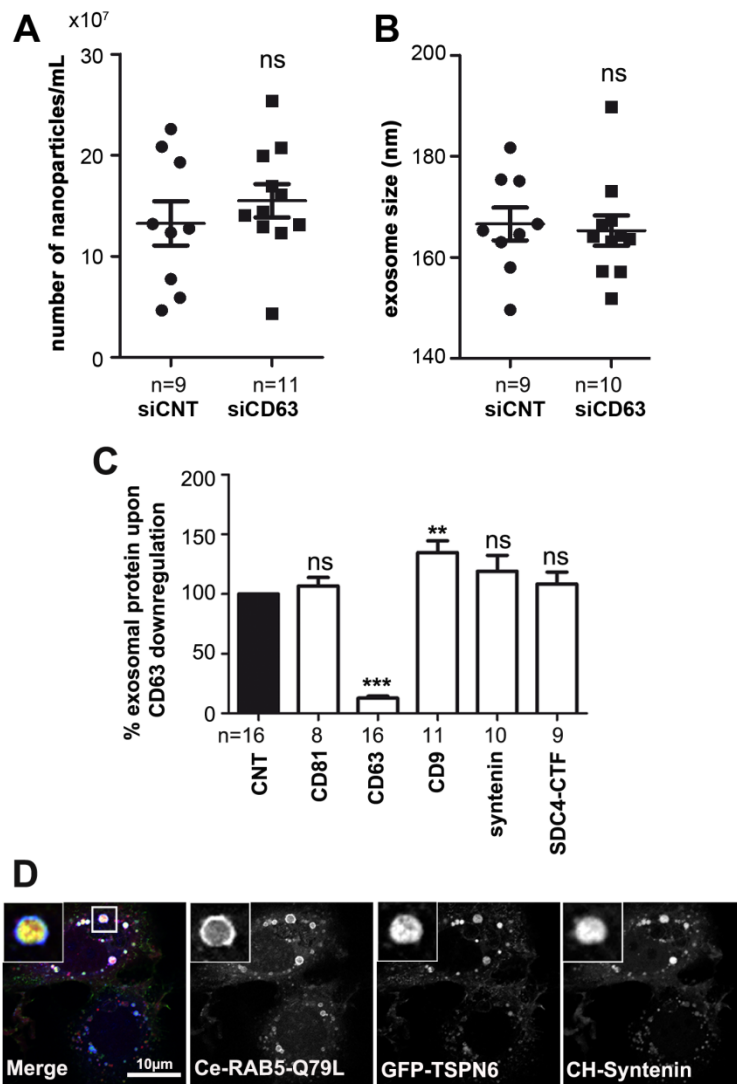 A
x10⁷
number of nanoparticles/mL
30
20
10
0
ns
n=9
n=11
siCNT
siCD63
B
exosome size (nm)
200
180
160
140
ns
n=9
n=10
siCNT
siCD63
C
% exosomal protein upon
CD63 downregulation
200
150
100
50
0
ns
***
**
ns
ns
n=16
8
16
11
10
9
CNT
CD81
CD63
CD9
syntenin
SDC4-CTF
D
Merge
10μm
Ce-RAB5-Q79L
GFP-TSPN6
CH-Syntenin